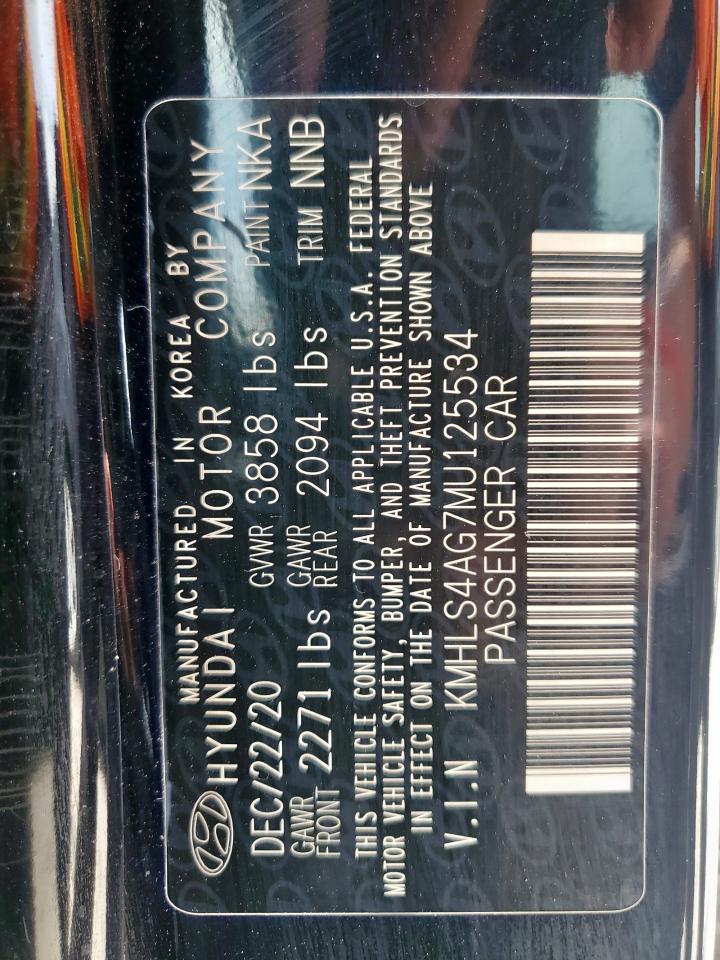 MANUFACTURED IN KOREA BY
HYUNDAI MOTOR COMPANY
DEC/22/20 GVWR 3858 lbs PAINT NKA
GAWR FRONT 2271 lbs GAWR REAR 2094 lbs TRIM NNB
THIS VEHICLE CONFORMS TO ALL APPLICABLE U.S.A. FEDERAL
MOTOR VEHICLE SAFETY, BUMPER, AND THEFT PREVENTION STANDARDS
IN EFFECT ON THE DATE OF MANUFACTURE SHOWN ABOVE
V.I.N KMHLS4AG7MU125534
PASSENGER CAR